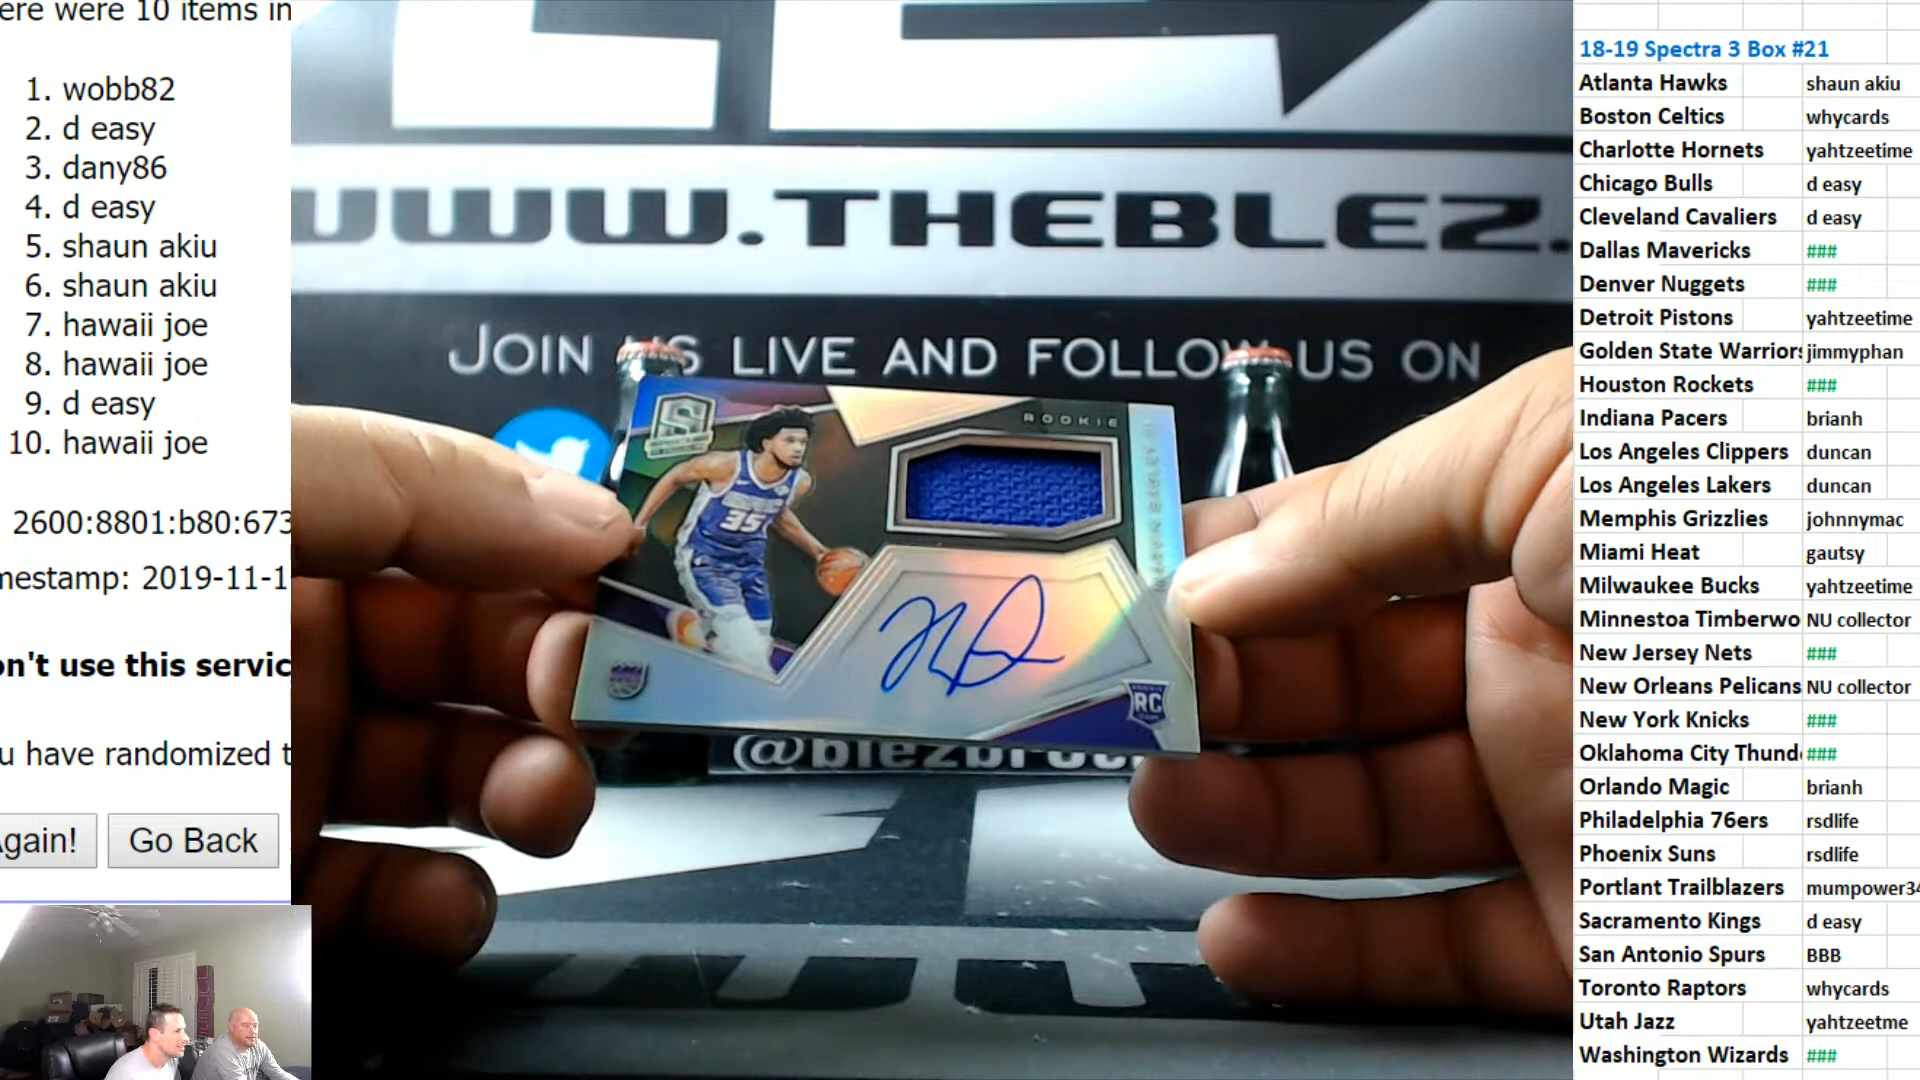 ere were 10 items in
1. wobb82
2. d easy
3. dany86
4. d easy
5. shaun akiu
6. shaun akiu
7. hawaii joe
8. hawaii joe
9. d easy
10. hawaii joe
2600:8801:b80:673
mestamp: 2019-11-1
on't use this servic
u have randomized t
Again!
Go Back
WWW.THEBLEZ.
JOIN US LIVE AND FOLLOW US ON
ROOKIE
MARVIN BAGLEY III
35
RC
@blezbro
18-19 Spectra 3 Box #21
Atlanta Hawks shaun akiu
Boston Celtics whycards
Charlotte Hornets yahtzeetime
Chicago Bulls d easy
Cleveland Cavaliers d easy
Dallas Mavericks ###
Denver Nuggets ###
Detroit Pistons yahtzeetime
Golden State Warriors jimmyphan
Houston Rockets ###
Indiana Pacers brianh
Los Angeles Clippers duncan
Los Angeles Lakers duncan
Memphis Grizzlies johnnymac
Miami Heat gautsy
Milwaukee Bucks yahtzeetime
Minnestoa Timberwo NU collector
New Jersey Nets ###
New Orleans Pelicans NU collector
New York Knicks ###
Oklahoma City Thunde ###
Orlando Magic brianh
Philadelphia 76ers rsdlife
Phoenix Suns rsdlife
Portlant Trailblazers mumpower34
Sacramento Kings d easy
San Antonio Spurs BBB
Toronto Raptors whycards
Utah Jazz yahtzeetme
Washington Wizards ###